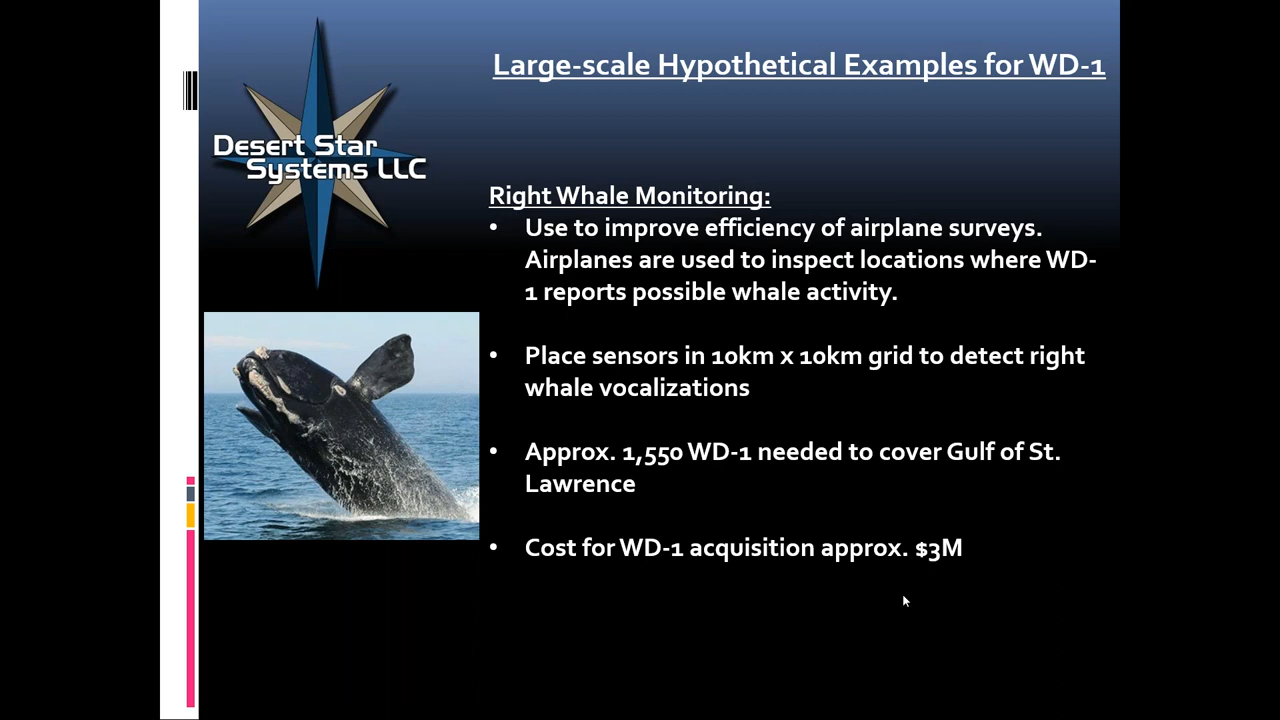 Large-scale Hypothetical Examples for WD-1
Desert Star
Systems LLC
Right Whale Monitoring:
• Use to improve efficiency of airplane surveys.
Airplanes are used to inspect locations where WD-
1 reports possible whale activity.
• Place sensors in 10km x 10km grid to detect right
whale vocalizations
• Approx. 1,550 WD-1 needed to cover Gulf of St.
Lawrence
• Cost for WD-1 acquisition approx. $3M